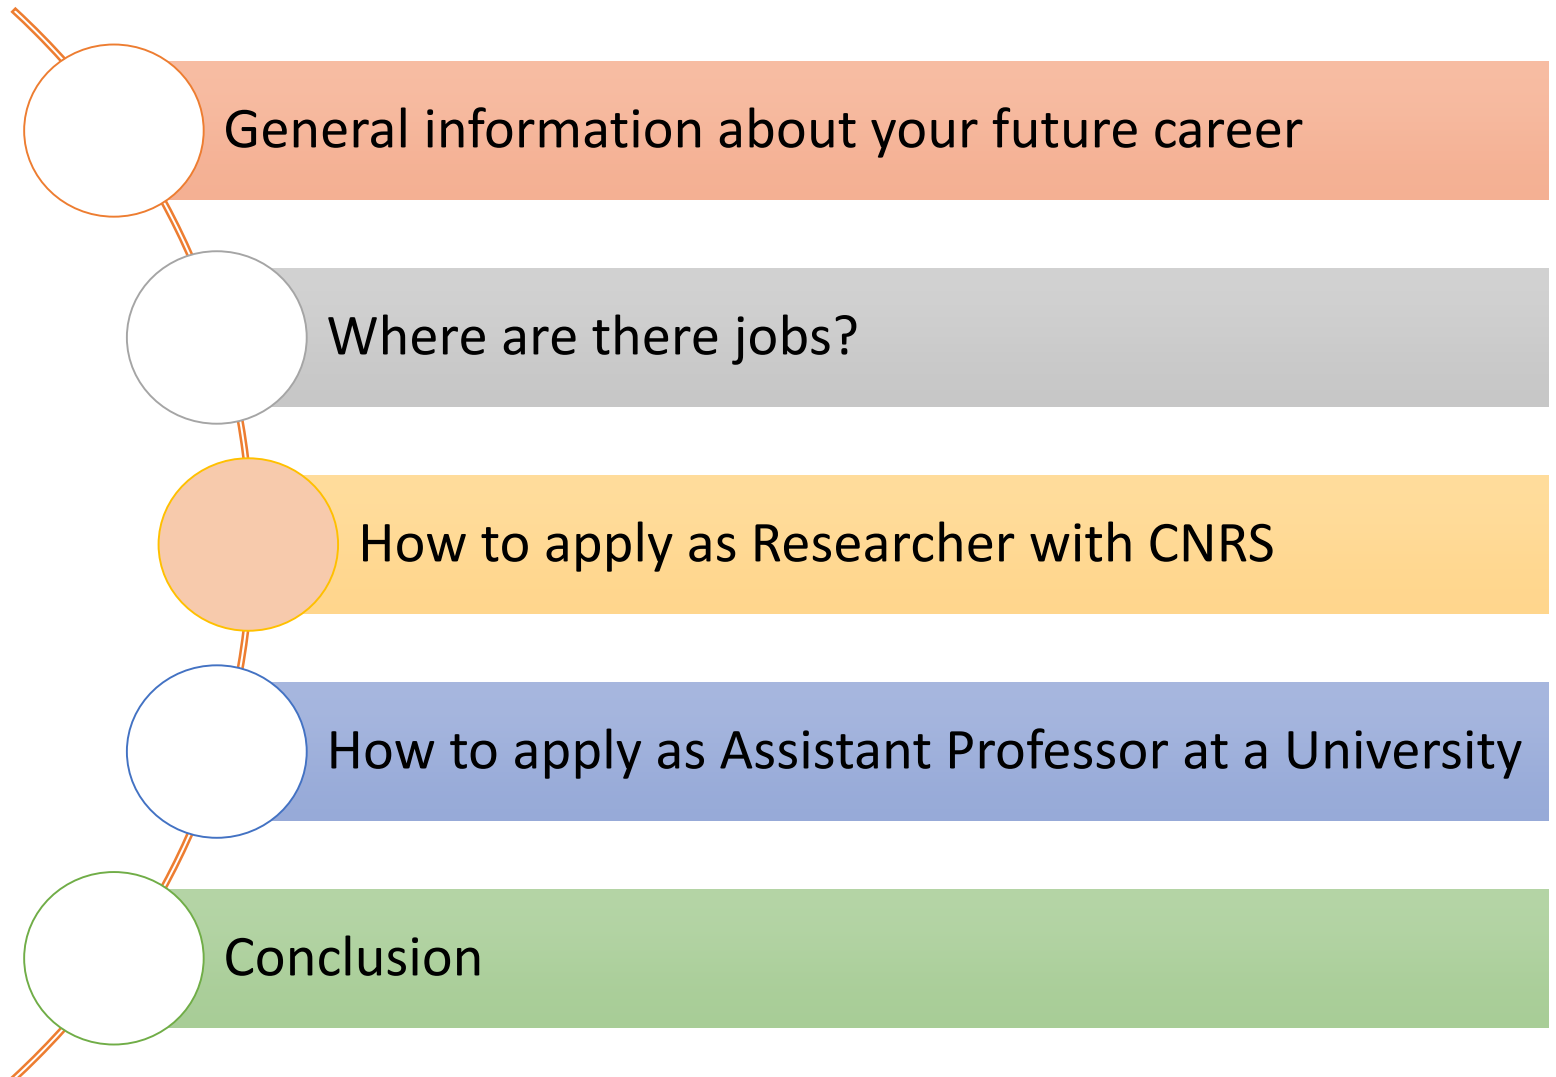 General information about your future career
Where are there jobs?
How to apply as Researcher with CNRS
How to apply as Assistant Professor at a University
Conclusion